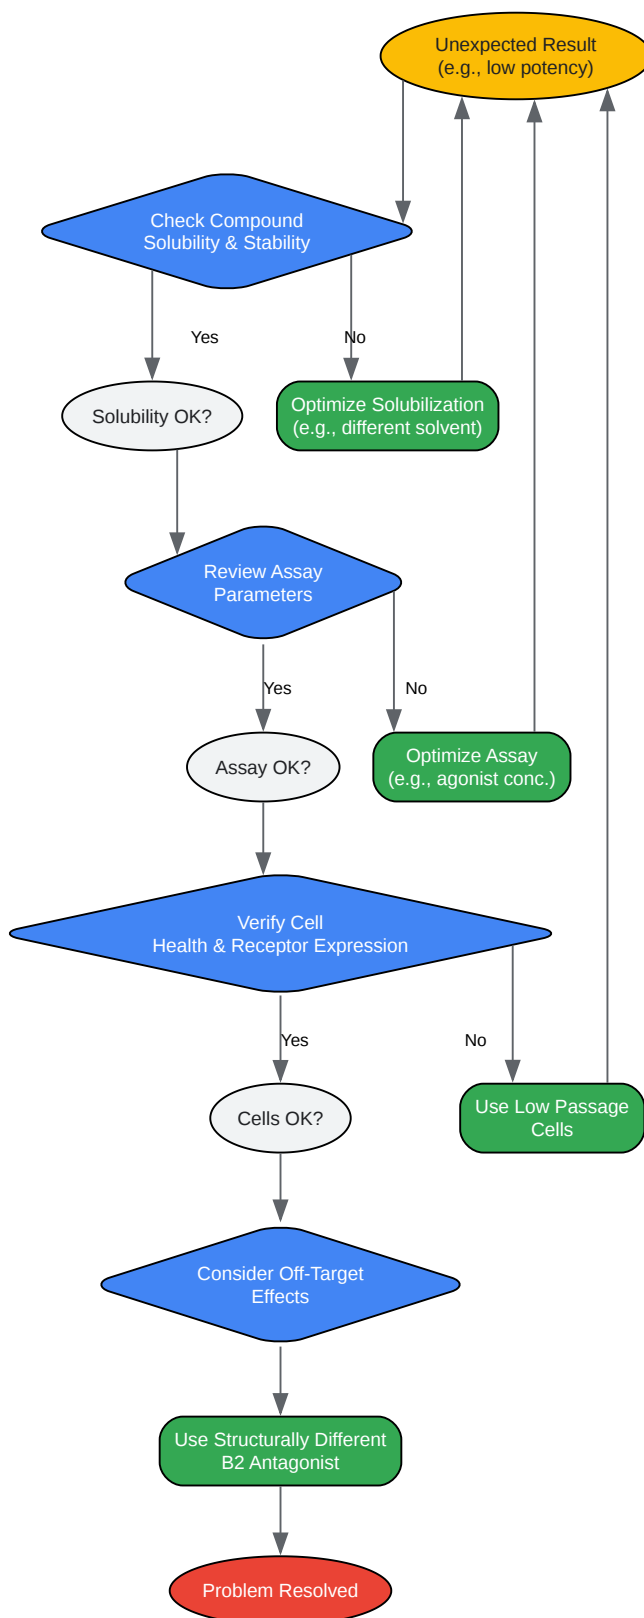 Unexpected Result
(e.g., low potency)
Check Compound
Solubility & Stability
Yes
No
Solubility OK?
Optimize Solubilization
(e.g., different solvent)
Review Assay
Parameters
Yes
No
Assay OK?
Optimize Assay
(e.g., agonist conc.)
Verify Cell
Health & Receptor Expression
Yes
No
Cells OK?
Use Low Passage
Cells
Consider Off-Target
Effects
Use Structurally Different
B2 Antagonist
Problem Resolved